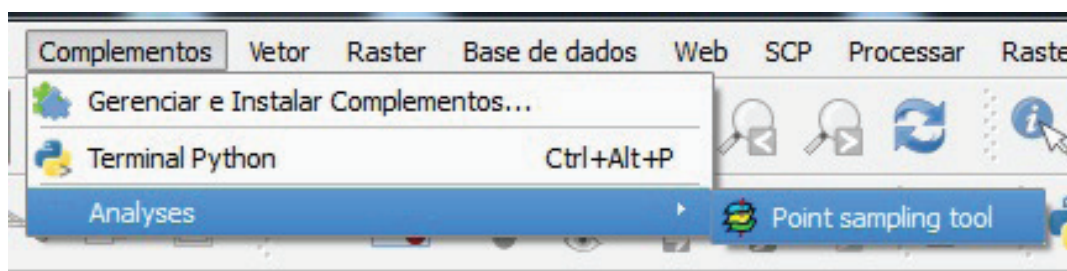 Complementos Vetor Raster Base de dados Web SCP Processar Raste
Gerenciar e Instalar Complementos...
Terminal Python Ctrl+Alt+P
Analyses
Point sampling tool